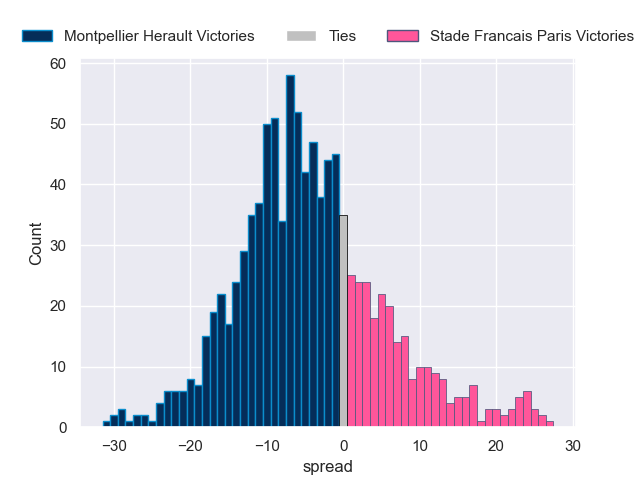 Montpellier Herault Victories Ties Stade Francais Paris Victories
60
50
40
30
20
10
0
Count
−30 −20 −10 0 10 20 30
spread